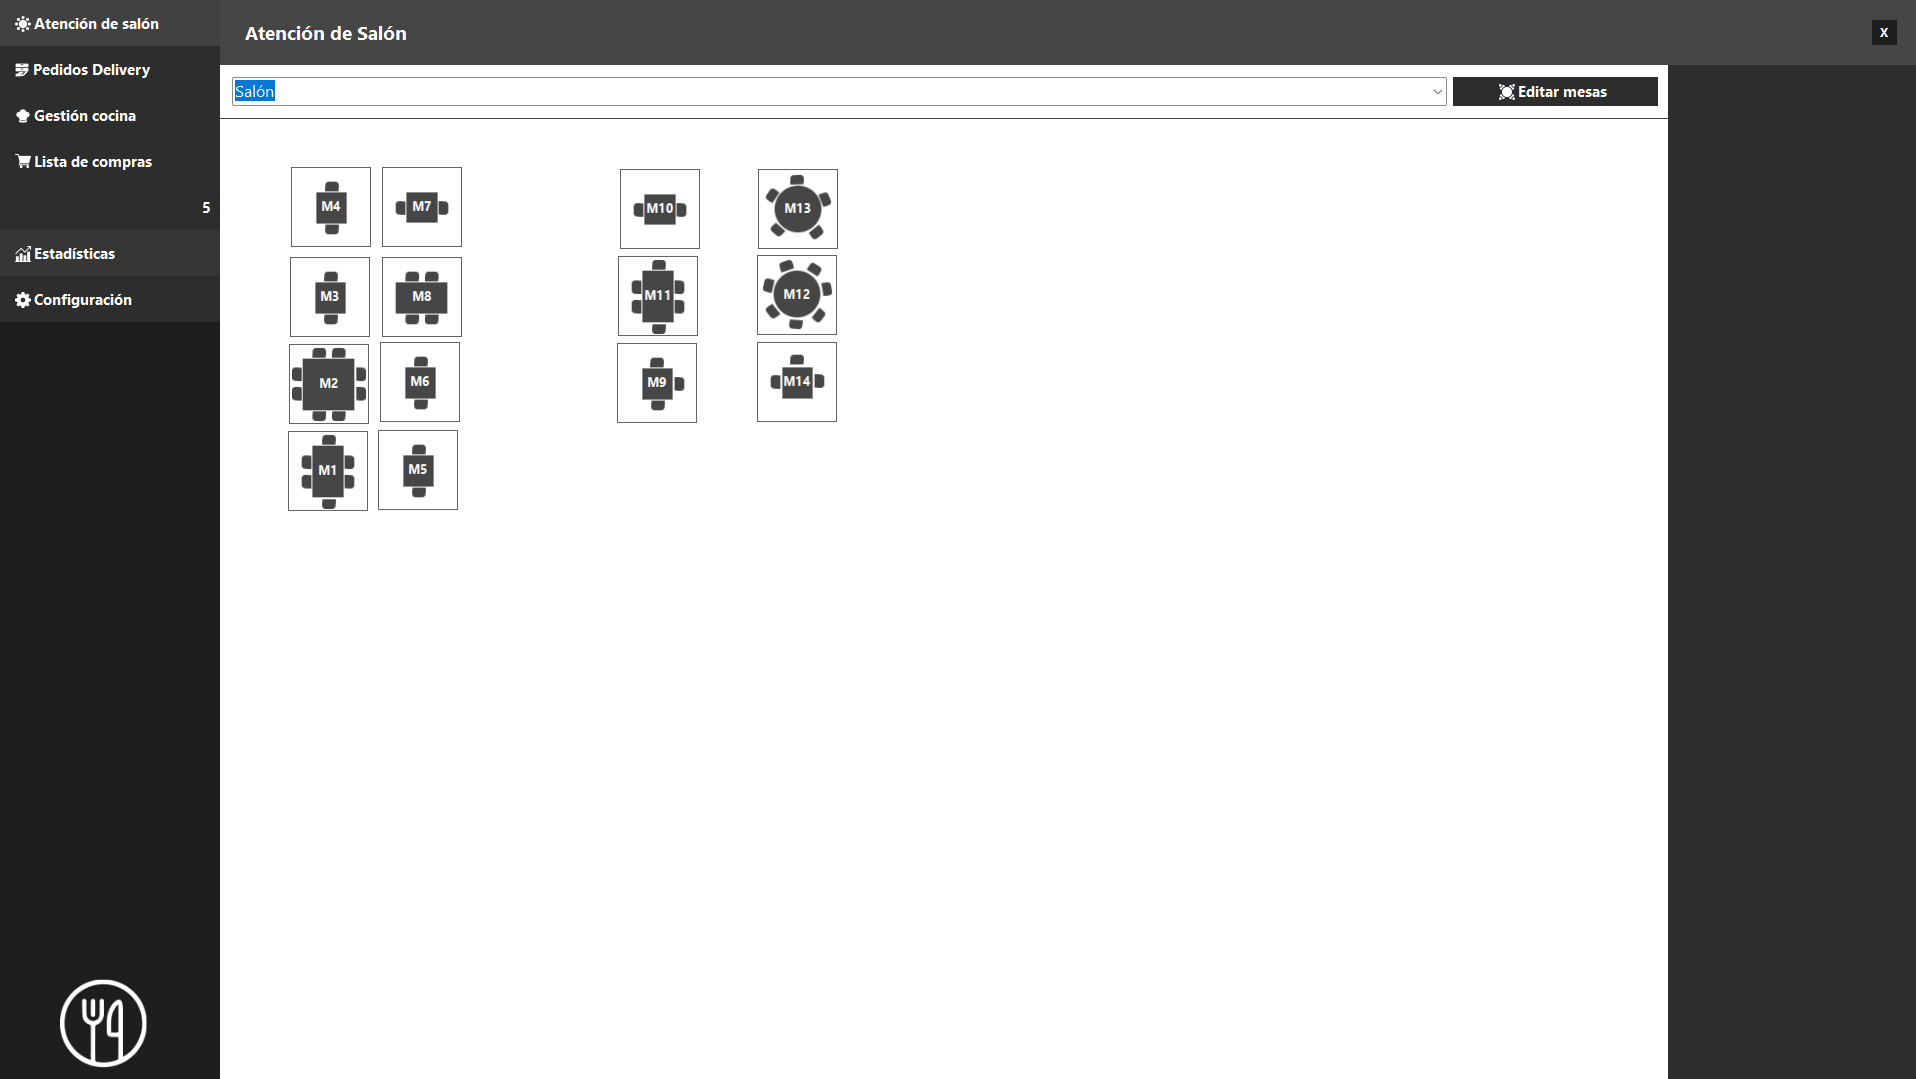 Atención de salón
Pedidos Delivery
Gestión cocina
Lista de compras
5
Estadísticas
Configuración
Atención de Salón
X
Salón
Editar mesas
M4
M7
M10
M13
M3
M8
M11
M12
M2
M6
M9
M14
M1
M5